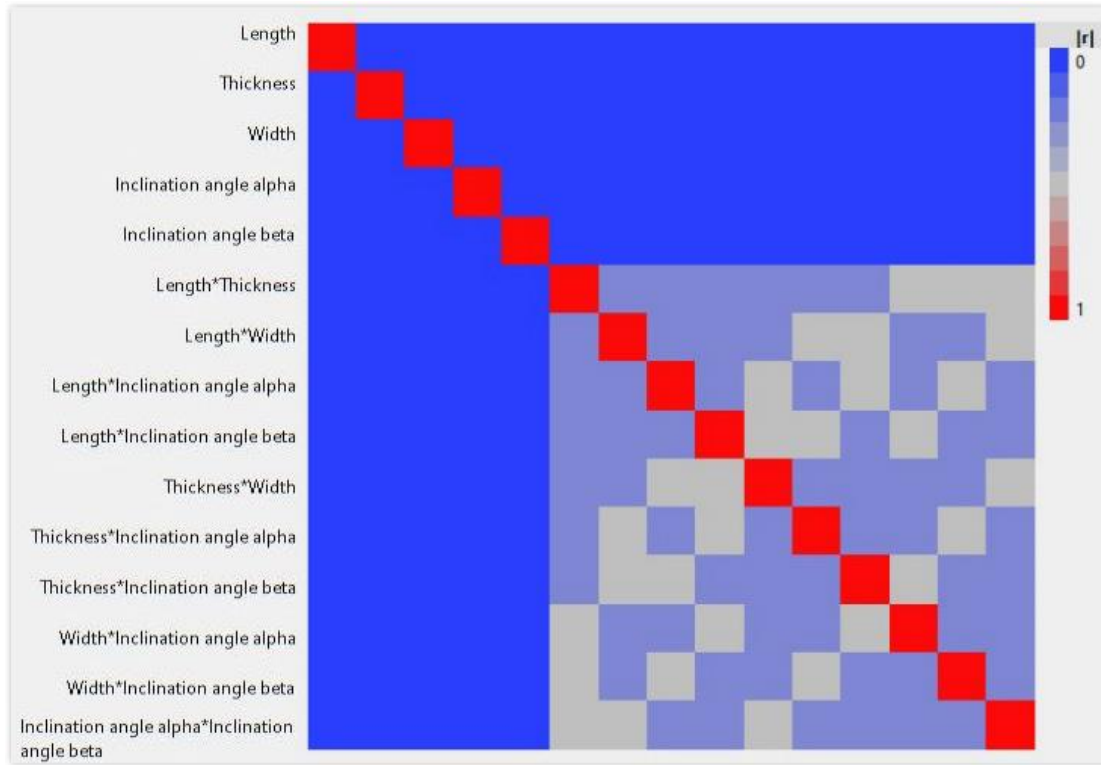 Length
|r|
0
Thickness
Width
Inclination angle alpha
Inclination angle beta
Length*Thickness
1
Length*Width
Length*Inclination angle alpha
Length*Inclination angle beta
Thickness*Width
Thickness*Inclination angle alpha
Thickness*Inclination angle beta
Width*Inclination angle alpha
Width*Inclination angle beta
Inclination angle alpha*Inclination
angle beta